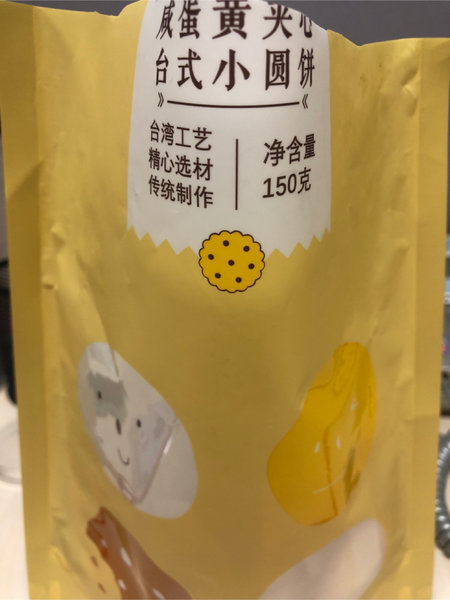 咸蛋黄夹心
台式小圆饼
台湾工艺
精心选材
传统制作
净含量
150克